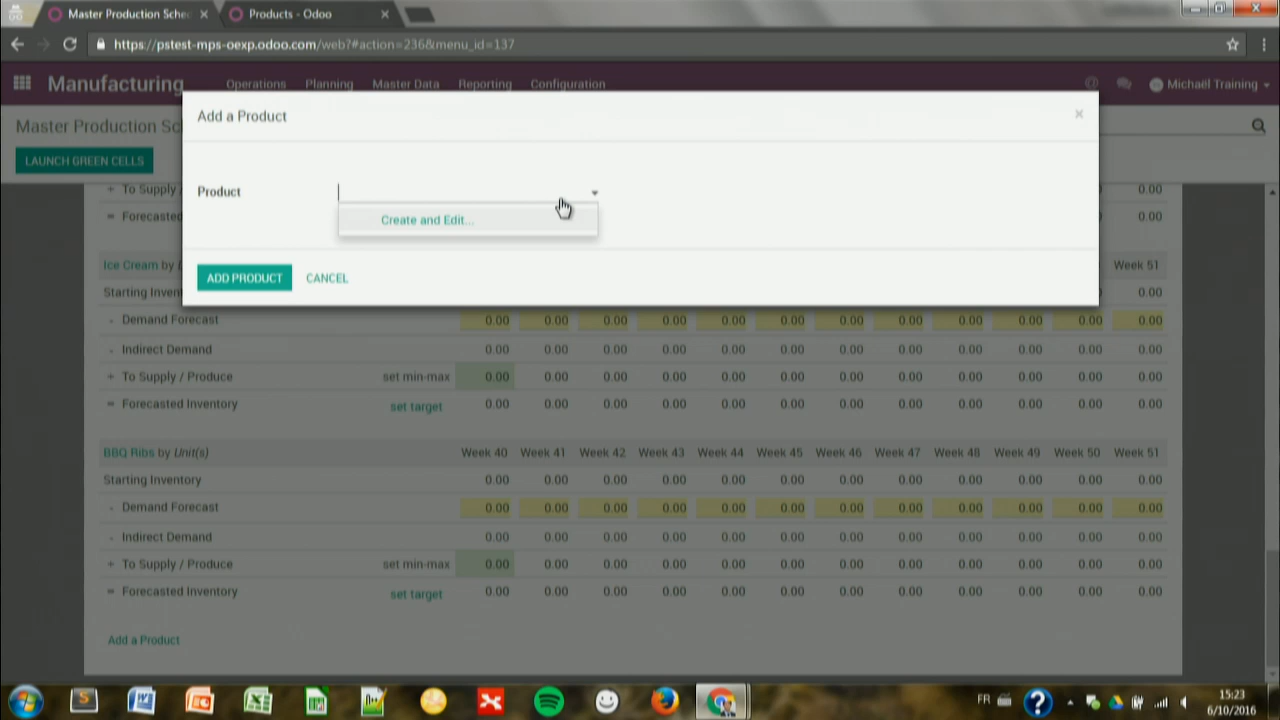 Master Production Sche
Products - Odoo
https://pstest-mps-oexp.odoo.com/web?#action=236&menu_id=137
Manufacturing Operations Planning Master Data Reporting Configuration Michaël Training
Master Production Sc
LAUNCH GREEN CELLS
Add a Product
×
Product
Create and Edit...
ADD PRODUCT CANCEL
+ To Supply / 0.00
= Forecasted 0.00
Ice Cream by Week 51
Starting Invent 0.00
- Demand Forecast 0.00 0.00 0.00 0.00 0.00 0.00 0.00 0.00 0.00 0.00 0.00 0.00
- Indirect Demand 0.00 0.00 0.00 0.00 0.00 0.00 0.00 0.00 0.00 0.00 0.00 0.00
+ To Supply / Produce set min-max 0.00 0.00 0.00 0.00 0.00 0.00 0.00 0.00 0.00 0.00 0.00 0.00
= Forecasted Inventory set target 0.00 0.00 0.00 0.00 0.00 0.00 0.00 0.00 0.00 0.00 0.00 0.00
BBQ Ribs by Unit(s) Week 40 Week 41 Week 42 Week 43 Week 44 Week 45 Week 46 Week 47 Week 48 Week 49 Week 50 Week 51
Starting Inventory 0.00 0.00 0.00 0.00 0.00 0.00 0.00 0.00 0.00 0.00 0.00 0.00
- Demand Forecast 0.00 0.00 0.00 0.00 0.00 0.00 0.00 0.00 0.00 0.00 0.00 0.00
- Indirect Demand 0.00 0.00 0.00 0.00 0.00 0.00 0.00 0.00 0.00 0.00 0.00 0.00
+ To Supply / Produce set min-max 0.00 0.00 0.00 0.00 0.00 0.00 0.00 0.00 0.00 0.00 0.00 0.00
= Forecasted Inventory set target 0.00 0.00 0.00 0.00 0.00 0.00 0.00 0.00 0.00 0.00 0.00 0.00
Add a Product
FR
15:23
6/10/2016